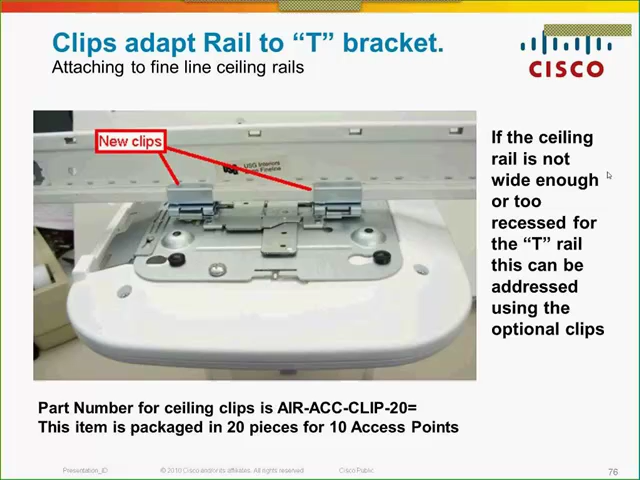 Clips adapt Rail to “T” bracket.
Attaching to fine line ceiling rails
CISCO
New clips
USG Interiors
Fineline
If the ceiling
rail is not
wide enough
or too
recessed for
the “T” rail
this can be
addressed
using the
optional clips
Part Number for ceiling clips is AIR-ACC-CLIP-20=
This item is packaged in 20 pieces for 10 Access Points
Presentation_ID
© 2010 Cisco and/or its affiliates. All rights reserved.
Cisco Public
76